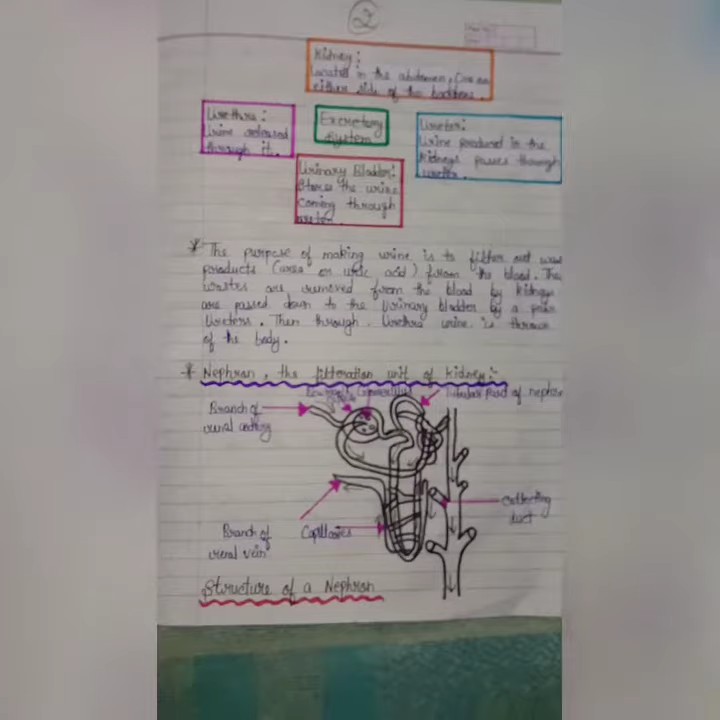 2
Kidney:
Located in the abdomen, One on
either side of the backbone.
Urethra:
Urine released
through it.
Excretory
System
Ureter:
Urine produced in the
Kidneys passes through
ureter.
Urinary Bladder:
Stores the urine
coming through
ureter.
* The purpose of making urine is to filter out
products (urea or uric acid) from the blood. The
wastes are removed from the blood by kidneys
are passed down to the Urinary bladder by a pair
Ureters. Then through Urethra urine is thrown
of the body.
* Nephron, the filteration unit of kidney:
Tubular part of nephron
Branch of
renal
Collecting
duct
Branch of
renal vein
Capillaries
Structure of a Nephron